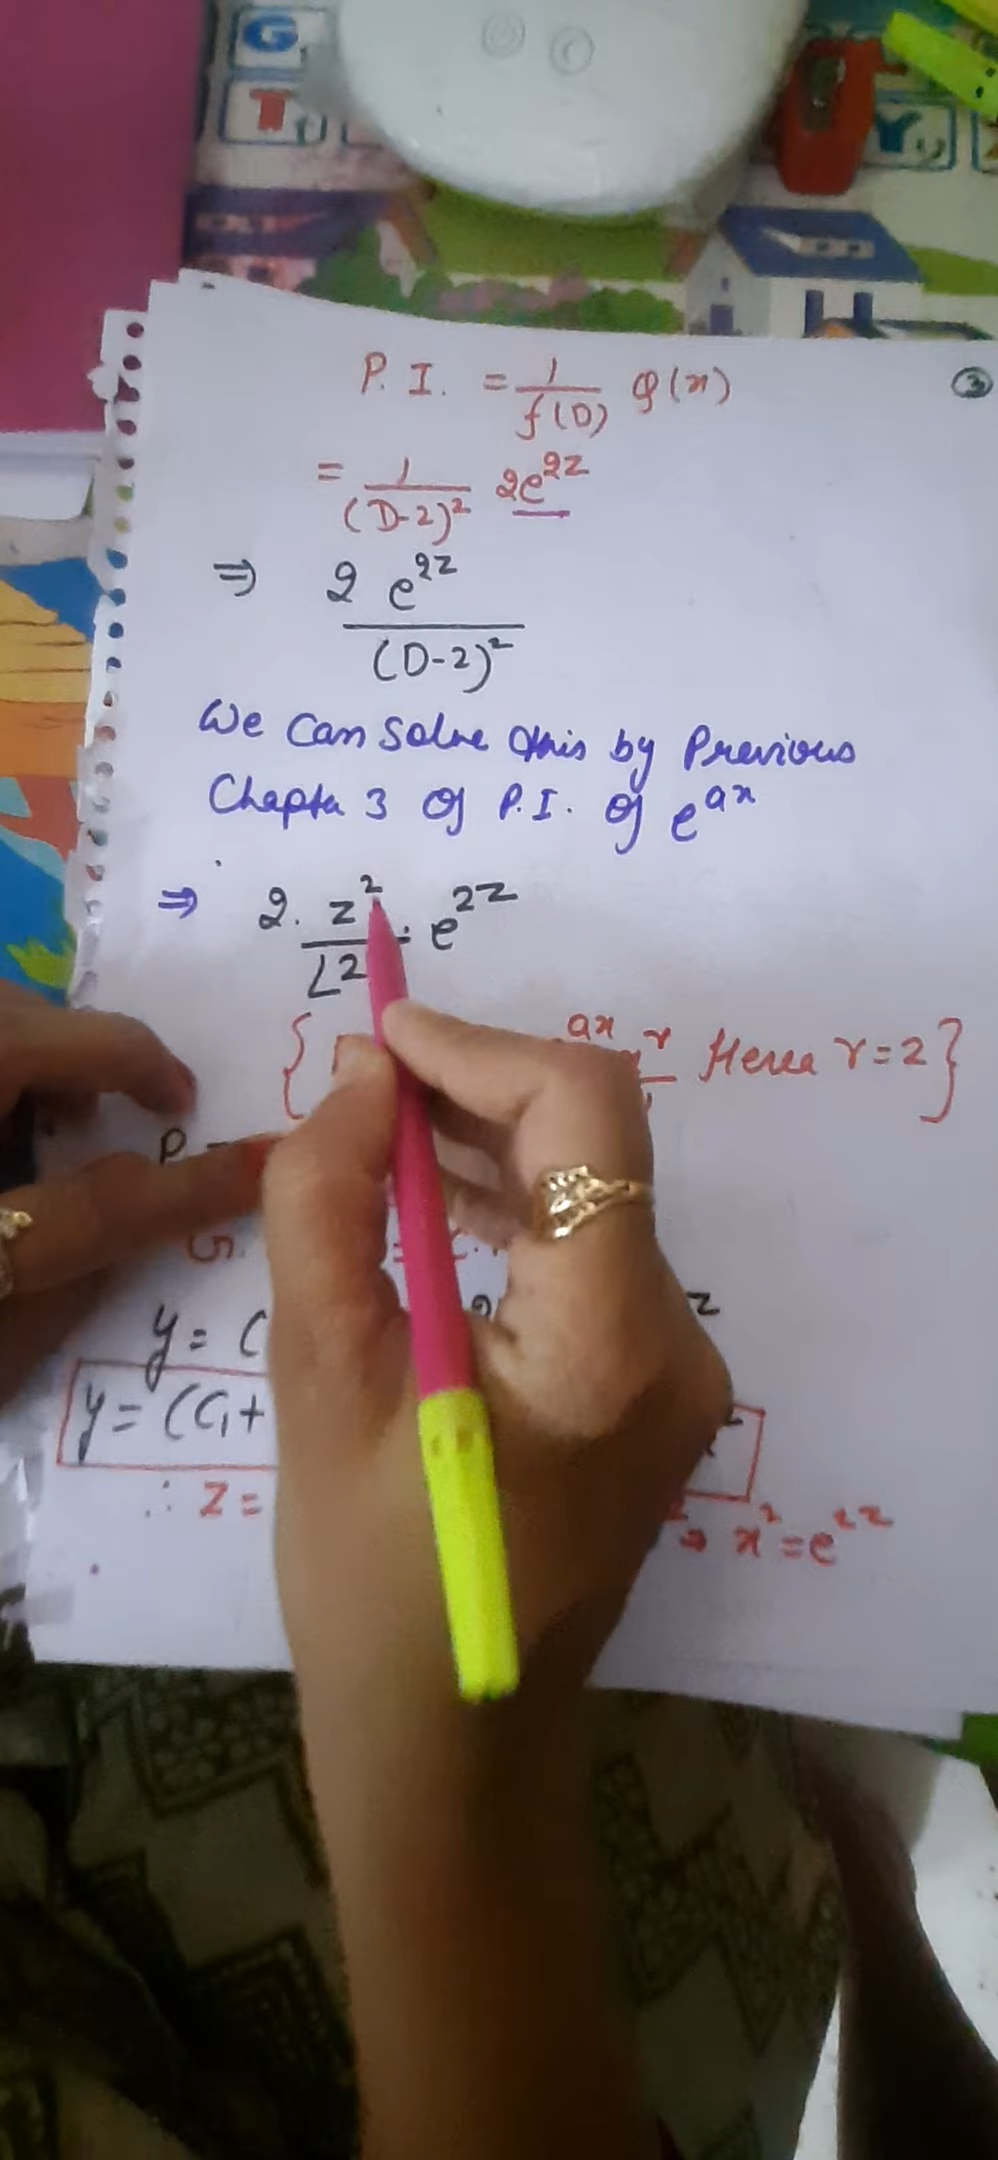 G
T
Y
P. I. = 1/f(D) φ(x)
③
= 1/(D-2)² 2e^2z
⇒ 2 e^2z/(D-2)²
We Can Solve this by Previous
Chapter 3 of P.I. of e^ax
⇒ 2. z²/∟2 . e^2z
{ ax r Here r=2 }
P
G.
y = C z
y = (C₁+
∴ z = ⇒ x² = e^2z